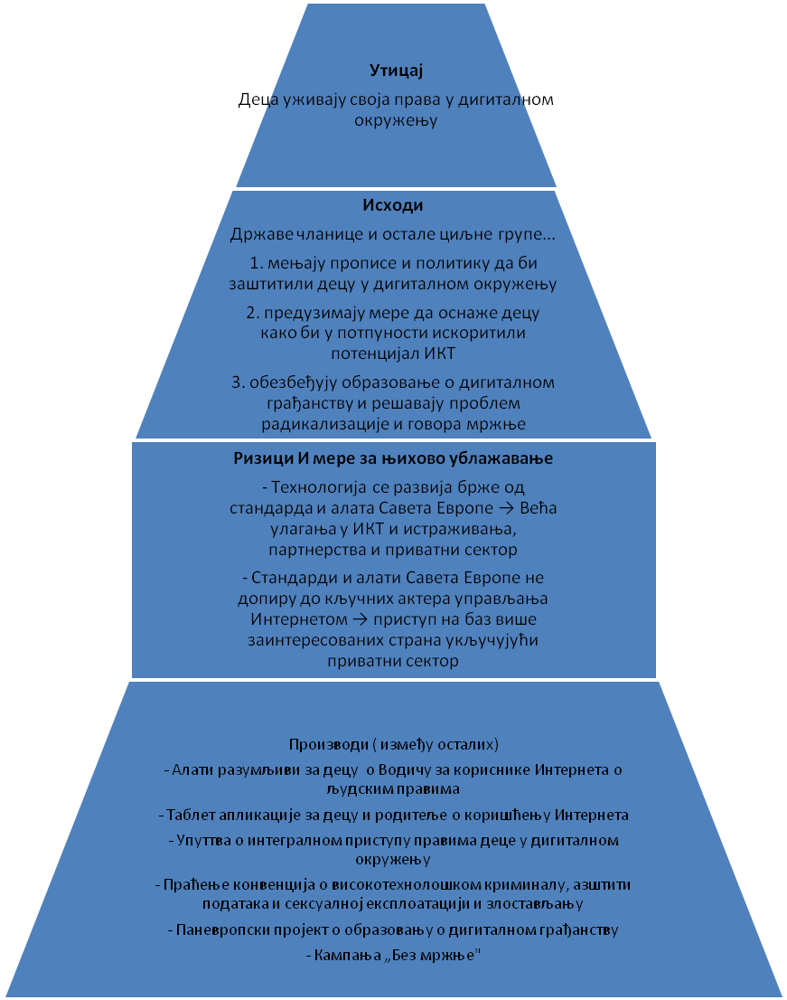 Утицај
Деца уживају своја права у дигиталном
окружењу
Исходи
Државе чланице и остале циљне групе...
1. мењају прописе и политику да би
заштитили децу у дигиталном окружењу
2. предузимају мере да оснаже децу
како би у потпуности искоритили
потенцијал ИКТ
3. обезбеђују образовање о дигиталном
грађанству и решавају проблем
радикализације и говора мржње
Ризици И мере за њихово ублажавање
- Технологија се развија брже од
стандарда и алата Савета Европе → Већа
улагања у ИКТ и истраживања,
партнерства и приватни сектор
- Стандарди и алати Савета Европе не
допиру до кључних актера управљања
Интернетом → приступ на баз више
заинтересованих страна укључујући
приватни сектор
Производи ( између осталих)
- Алати разумљиви за децу о Водичу за кориснике Интернета о
људским правима
- Таблет апликације за децу и родитеље о коришћењу Интернета
- Упуттва о интегралном приступу правима деце у дигиталном
окружењу
- Праћење конвенција о високотехнолошком криминалу, азштити
података и сексуалној експлоатацији и злостављању
- Паневропски пројект о образовању о дигиталном грађанству
- Кампања „Без мржње"